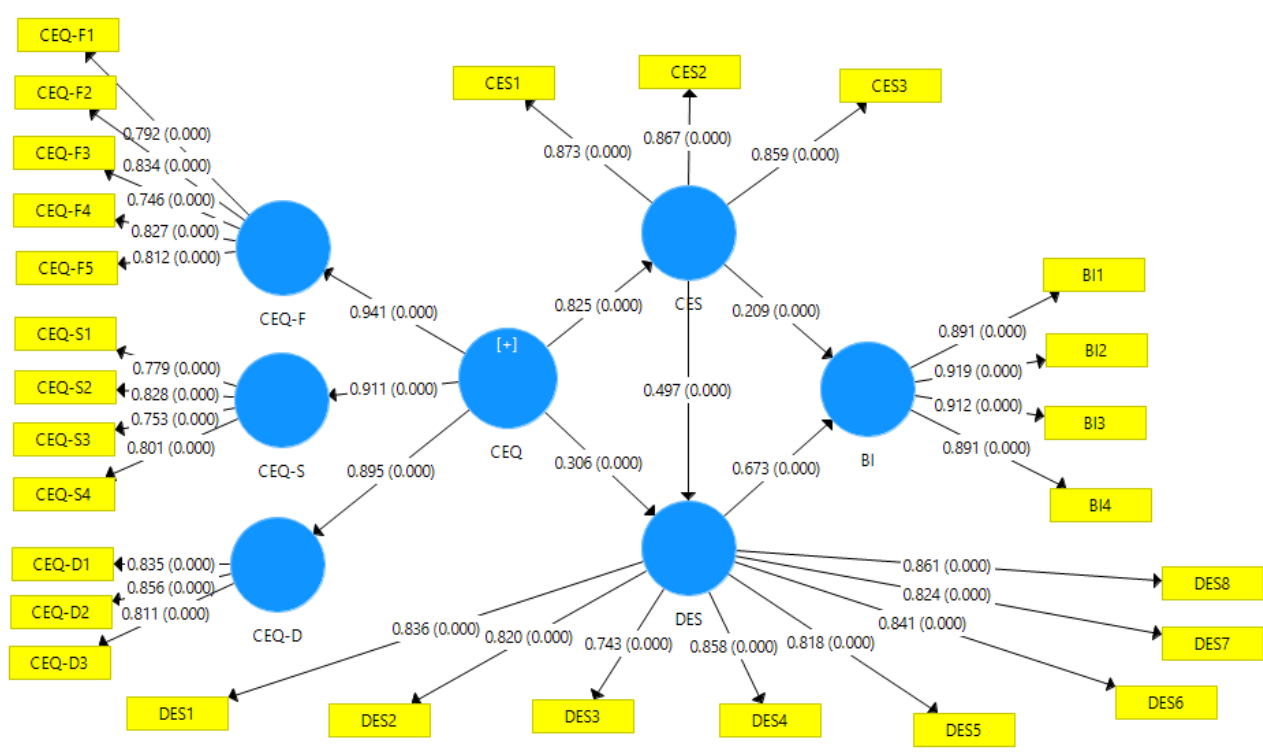 CEQ-F1
CEQ-F2
CEQ-F3
CEQ-F4
CEQ-F5
0.792 (0.000)
0.834 (0.000)
0.746 (0.000)
0.827 (0.000)
0.812 (0.000)
CEQ-F
CEQ-S1
CEQ-S2
CEQ-S3
CEQ-S4
0.779 (0.000)
0.828 (0.000)
0.753 (0.000)
0.801 (0.000)
CEQ-S
CEQ-D1
CEQ-D2
CEQ-D3
0.835 (0.000)
0.856 (0.000)
0.811 (0.000)
CEQ-D
0.941 (0.000)
0.911 (0.000)
0.895 (0.000)
[+]
CEQ
0.825 (0.000)
0.306 (0.000)
CES1
CES2
CES3
0.873 (0.000)
0.867 (0.000)
0.859 (0.000)
CES
0.209 (0.000)
0.497 (0.000)
0.673 (0.000)
BI
0.891 (0.000)
0.919 (0.000)
0.912 (0.000)
0.891 (0.000)
BI1
BI2
BI3
BI4
DES
0.836 (0.000)
0.820 (0.000)
0.743 (0.000)
0.858 (0.000)
0.818 (0.000)
0.841 (0.000)
0.824 (0.000)
0.861 (0.000)
DES1
DES2
DES3
DES4
DES5
DES6
DES7
DES8